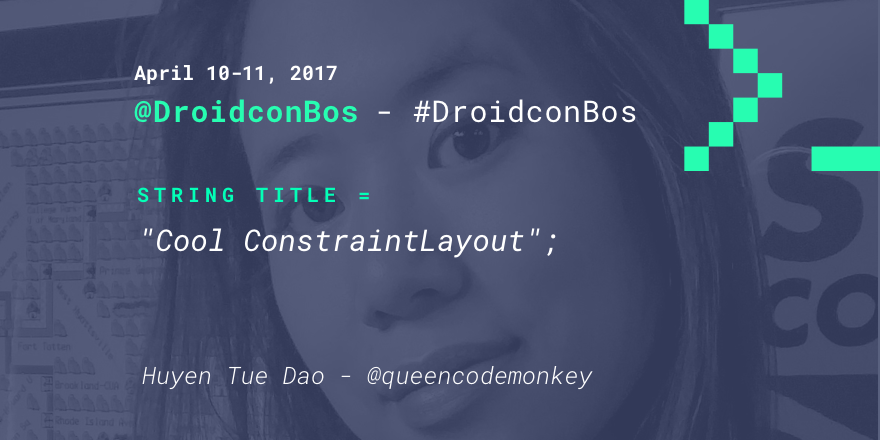 April 10-11, 2017
@DroidconBos - #DroidconBos
STRING TITLE =
"Cool ConstraintLayout";
Huyen Tue Dao - @queencodemonkey